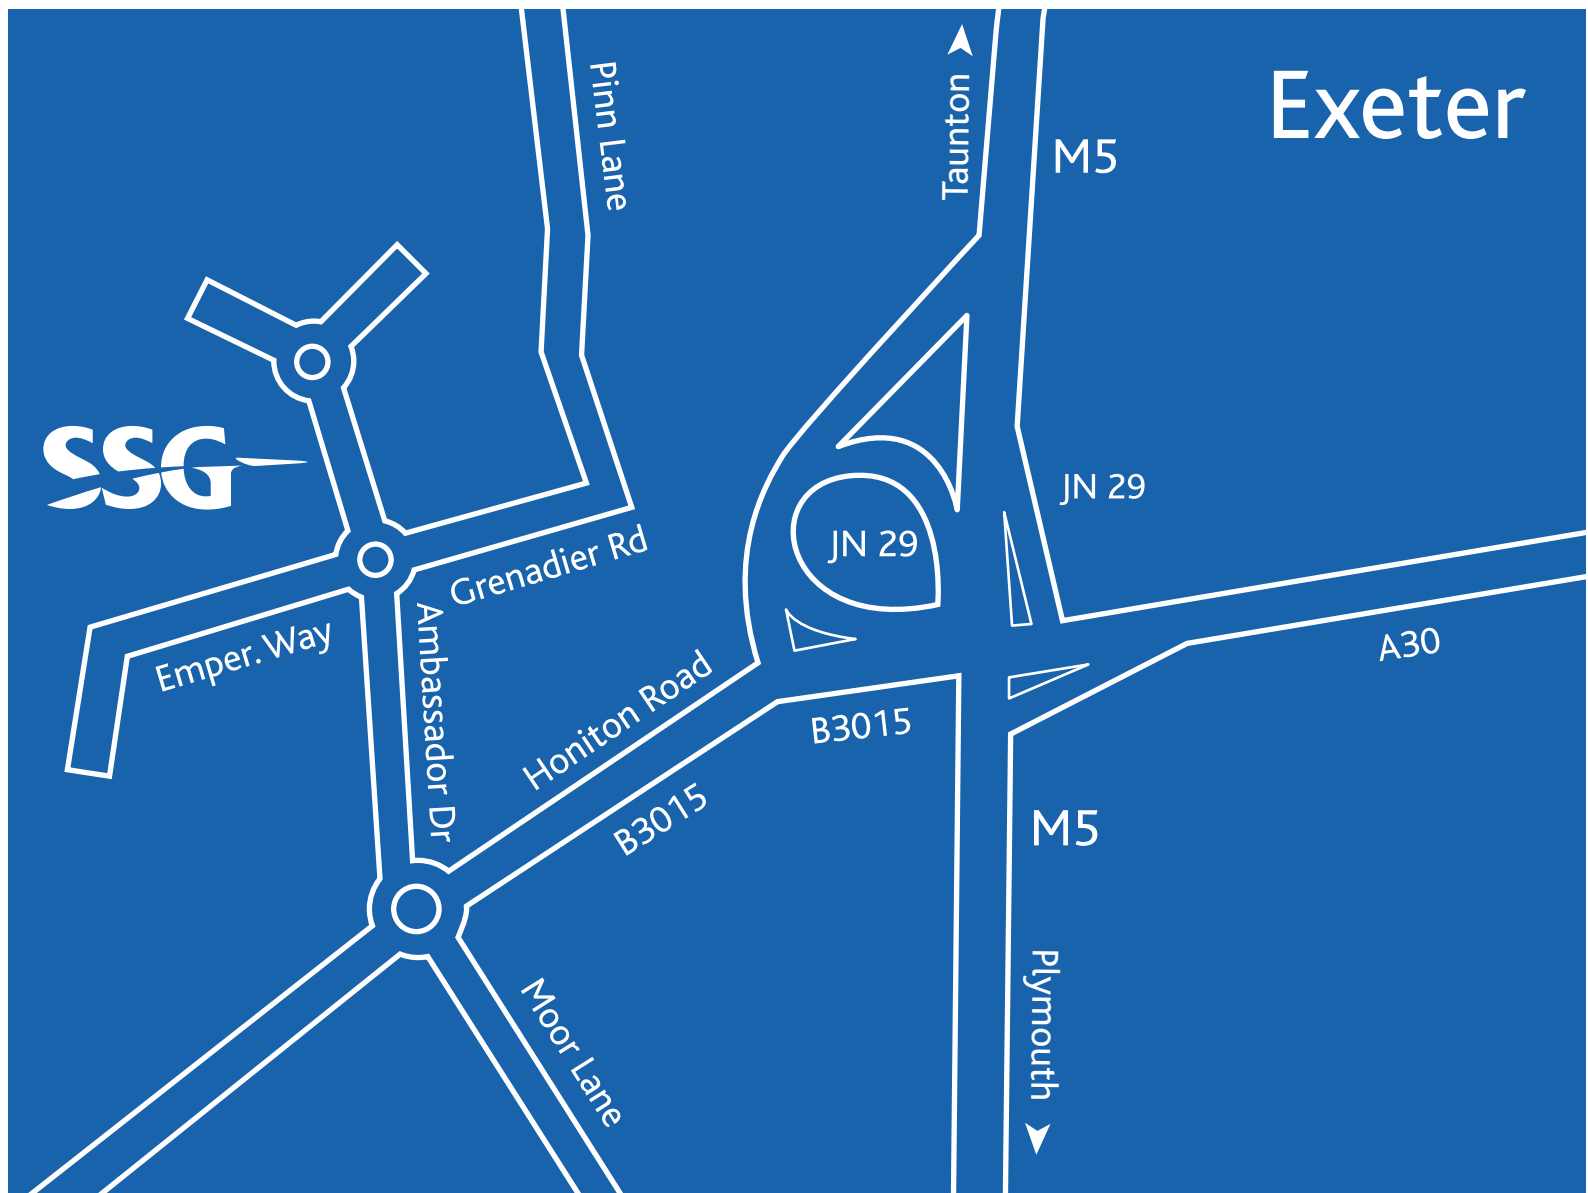 Exeter
Pinn Lane
Taunton
M5
SSG
JN 29
JN 29
Grenadier Rd
Emper. Way
Ambassador Dr
Honiton Road
B3015
B3015
A30
M5
Plymouth
Moor Lane